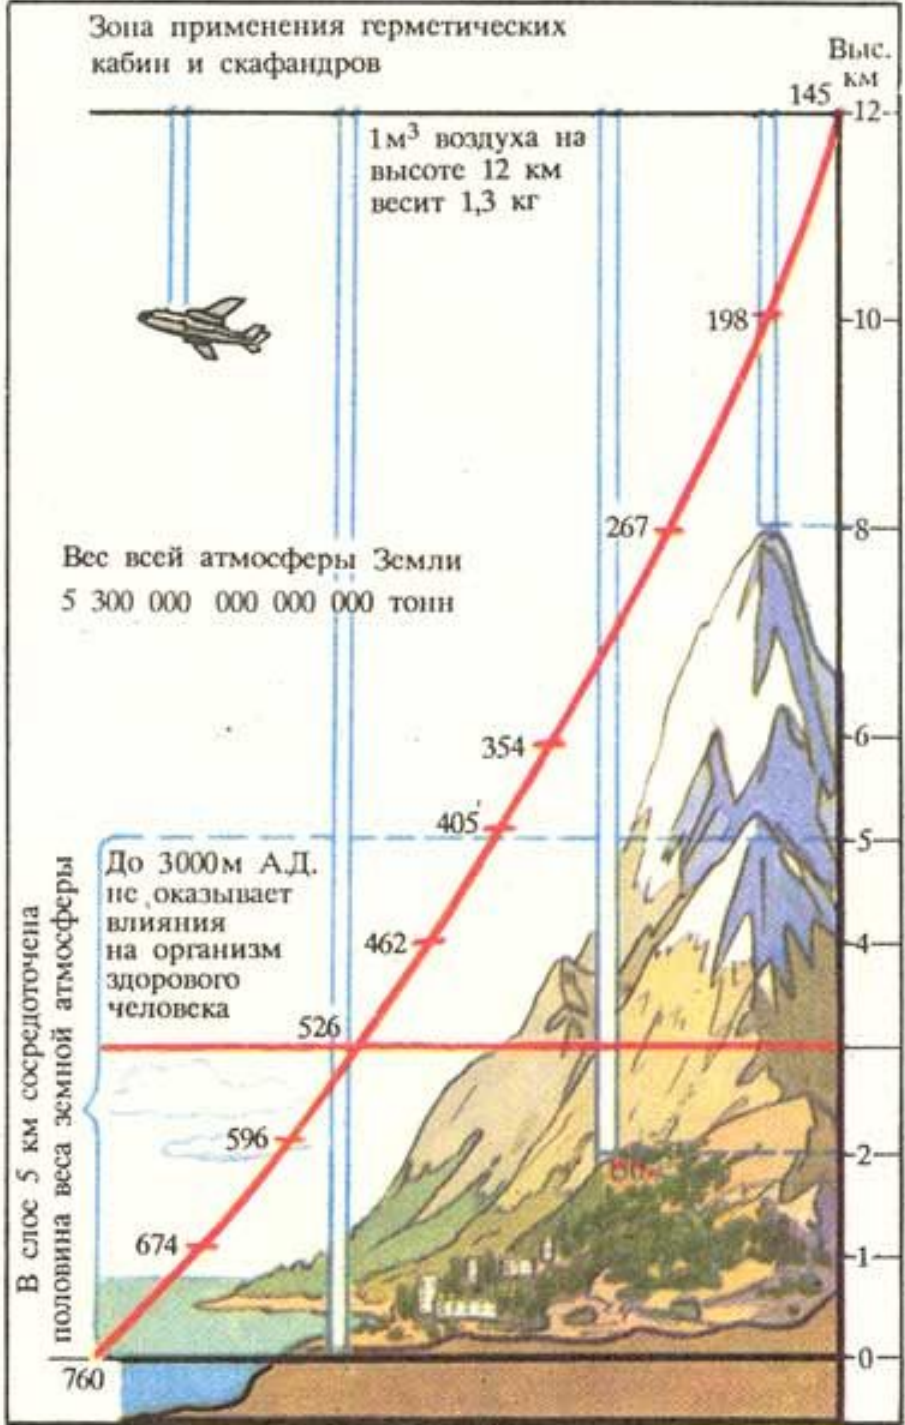 Зона применения герметических
кабин и скафандров
Выс.
км
145
12
1м³ воздуха на
высоте 12 км
весит 1,3 кг
198
10
267
8
Вес всей атмосферы Земли
5 300 000 000 000 000 тонн
354
6
405
5
До 3000м А.Д.
не оказывает
влияния
на организм
здорового
человека
462
4
526
В слое 5 км сосредоточена
половина веса земной атмосферы
596
2
674
1
760
0